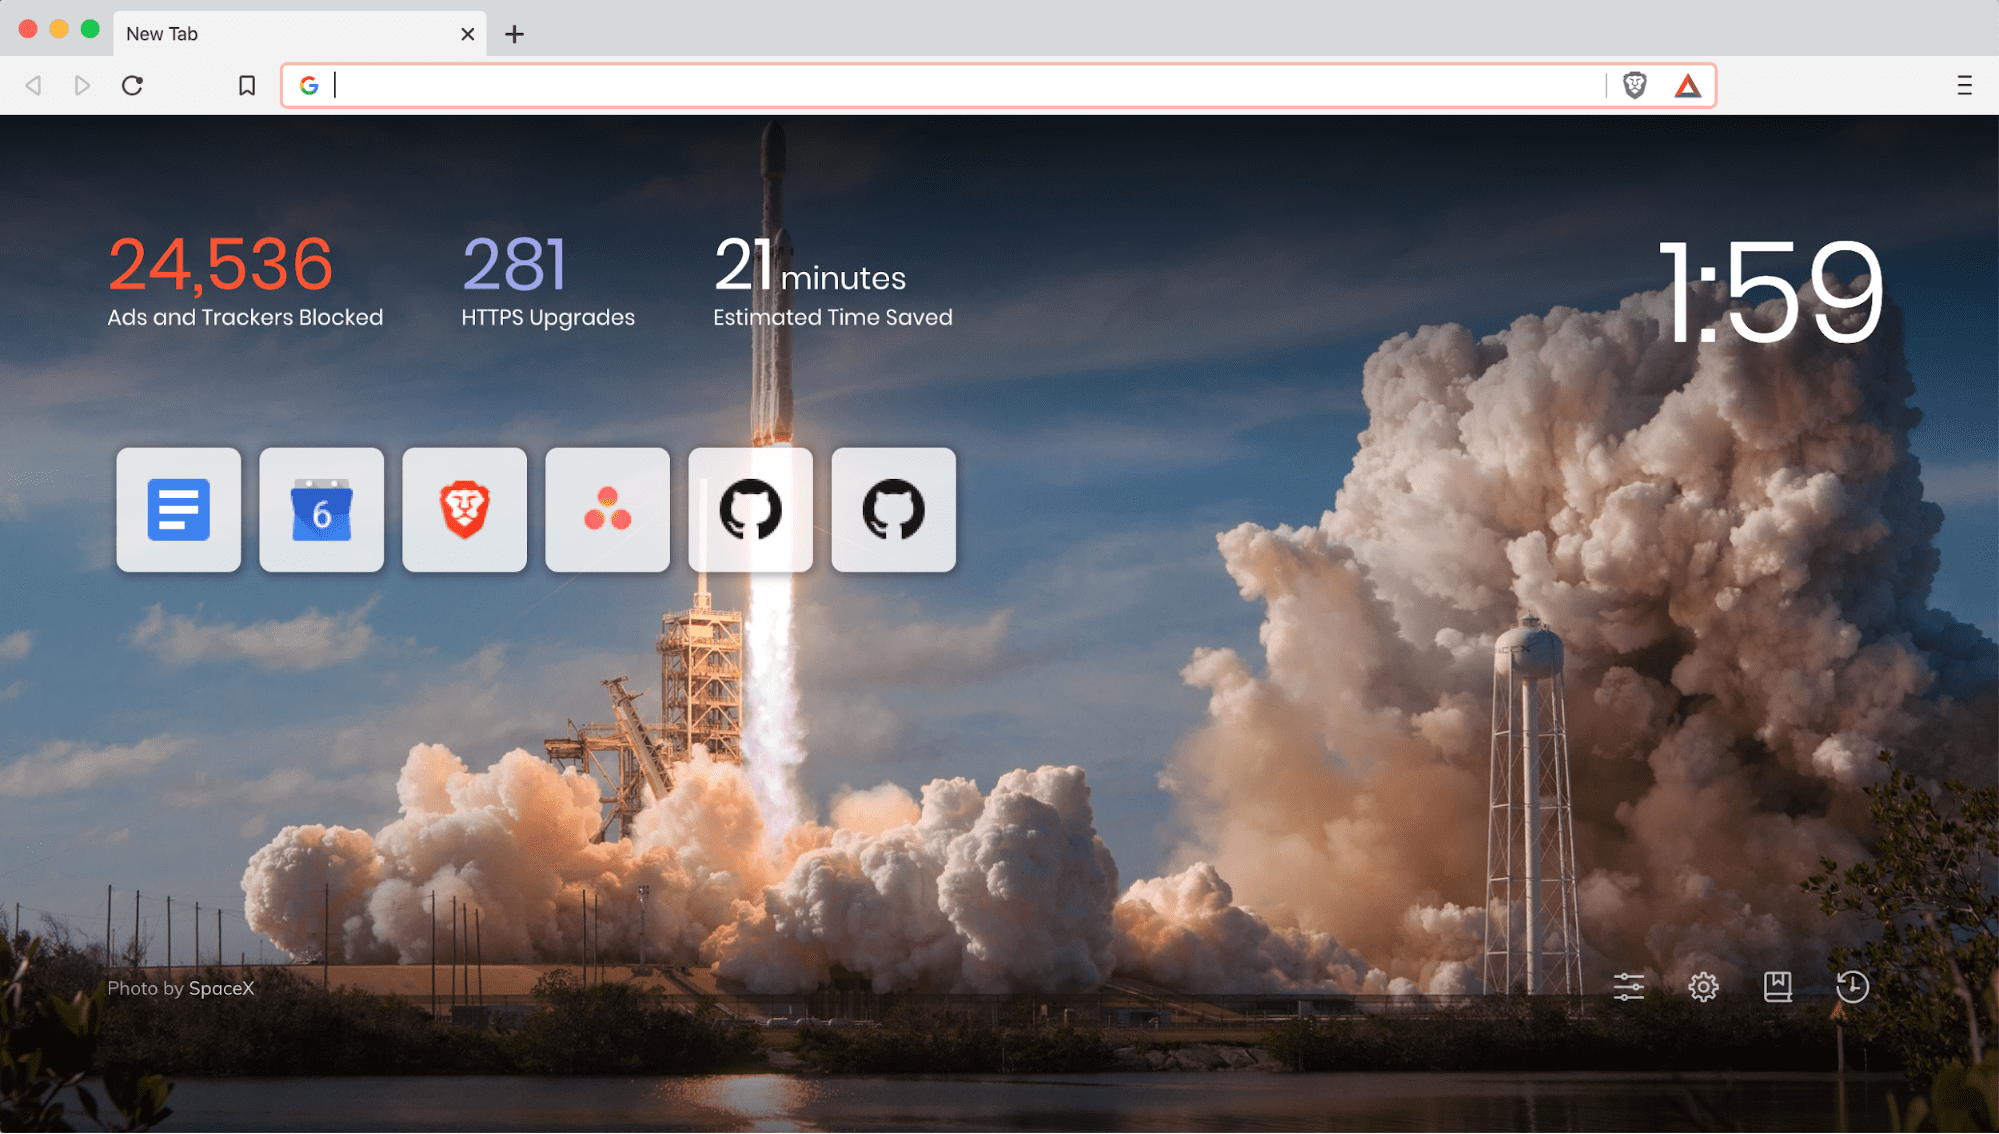 New Tab
24,536
Ads and Trackers Blocked
281
HTTPS Upgrades
21 minutes
Estimated Time Saved
1:59
6
Photo by SpaceX